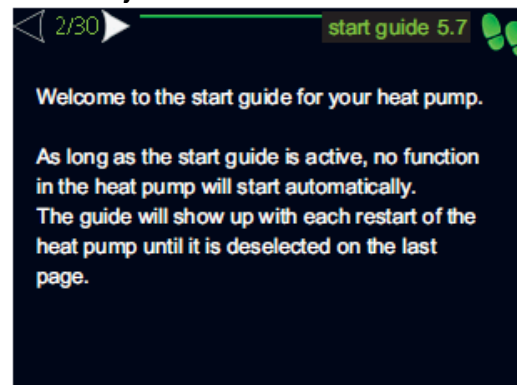 2/30
start guide 5.7
Welcome to the start guide for your heat pump.
As long as the start guide is active, no function
in the heat pump will start automatically.
The guide will show up with each restart of the
heat pump until it is deselected on the last
page.